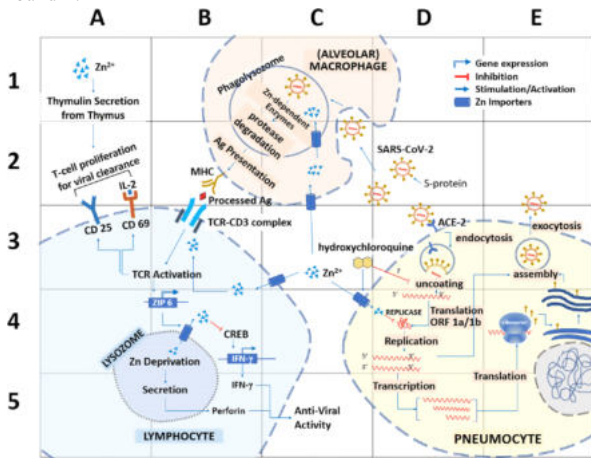 A B C D E
1
2
3
4
5
Zn²⁺
Thymulin Secretion
from Thymus
T-cell proliferation
for viral clearance
IL-2
CD 25
CD 69
TCR Activation
ZIP 6
LYSOZOME
Zn Deprivation
Secretion
LYMPHOCYTE
CREB
IFN-γ
IFN-γ
Perforin
Anti-Viral
Activity
(ALVEOLAR)
MACROPHAGE
Phagolysozome
Zn-dependent
Enzymes
protease
degradation
Ag Presentation
MHC
Processed Ag
TCR-CD3 complex
Zn²⁺
hydroxychloroquine
SARS-CoV-2
S-protein
ACE-2
endocytosis
uncoating
REPLICASE
Translation
ORF 1a/1b
Replication
Transcription
Translation
assembly
exocytosis
PNEUMOCYTE
Gene expression
Inhibition
Stimulation/Activation
Zn Importers